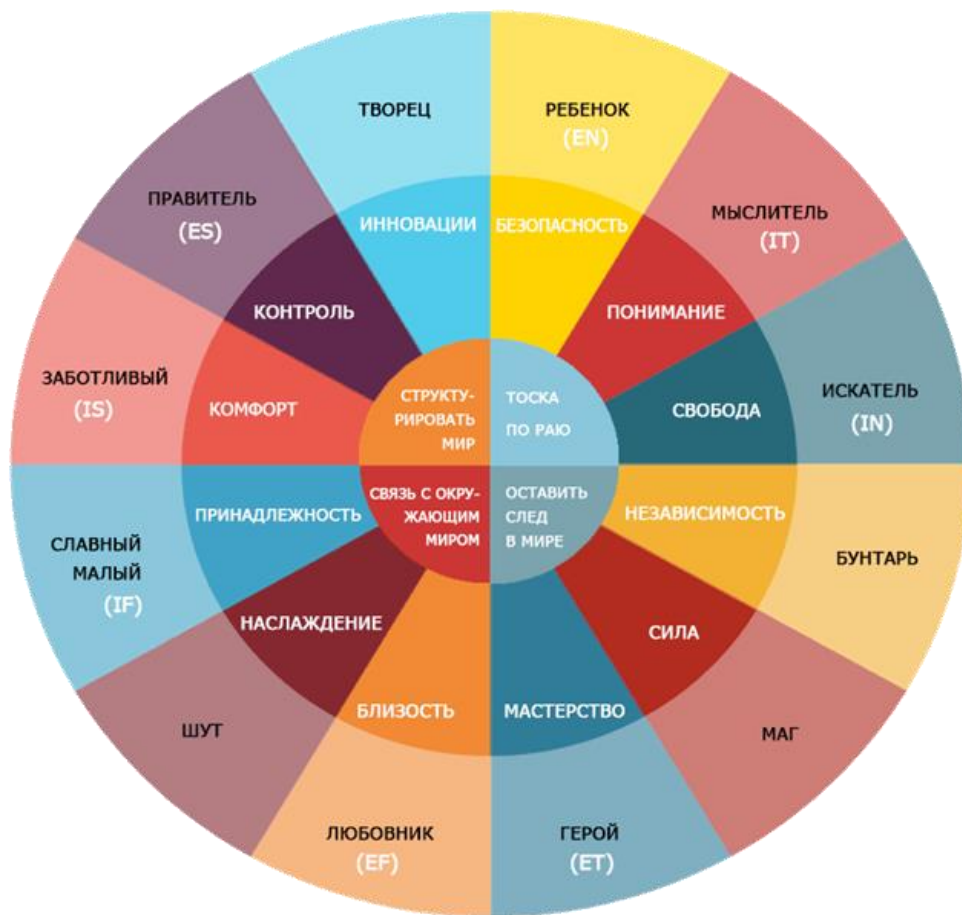 ТВОРЕЦ
РЕБЕНОК
(EN)
ПРАВИТЕЛЬ
(ES)
МЫСЛИТЕЛЬ
(IT)
ИННОВАЦИИ
БЕЗОПАСНОСТЬ
КОНТРОЛЬ
ПОНИМАНИЕ
ЗАБОТЛИВЫЙ
(IS)
КОМФОРТ
СТРУКТУ-
РИРОВАТЬ
МИР
ТОСКА
ПО РАЮ
СВОБОДА
ИСКАТЕЛЬ
(IN)
СЛАВНЫЙ
МАЛЫЙ
(IF)
ПРИНАДЛЕЖНОСТЬ
СВЯЗЬ С ОКРУ-
ЖАЮЩИМ
МИРОМ
ОСТАВИТЬ
СЛЕД
В МИРЕ
НЕЗАВИСИМОСТЬ
БУНТАРЬ
НАСЛАЖДЕНИЕ
СИЛА
ШУТ
БЛИЗОСТЬ
МАСТЕРСТВО
МАГ
ЛЮБОВНИК
(EF)
ГЕРОЙ
(ET)